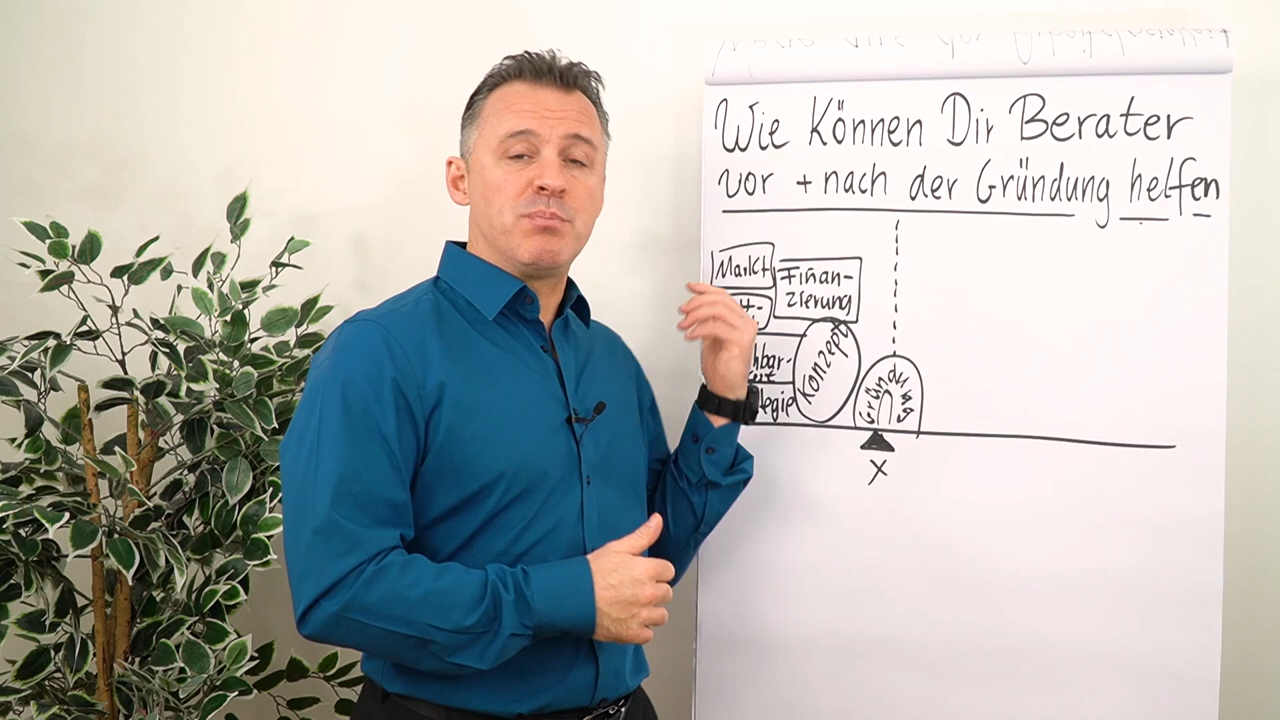 Wie Können Dir Berater
vor + nach der Gründung helfen
Markt
Finan-
zierung
Konzept
Gründung
X